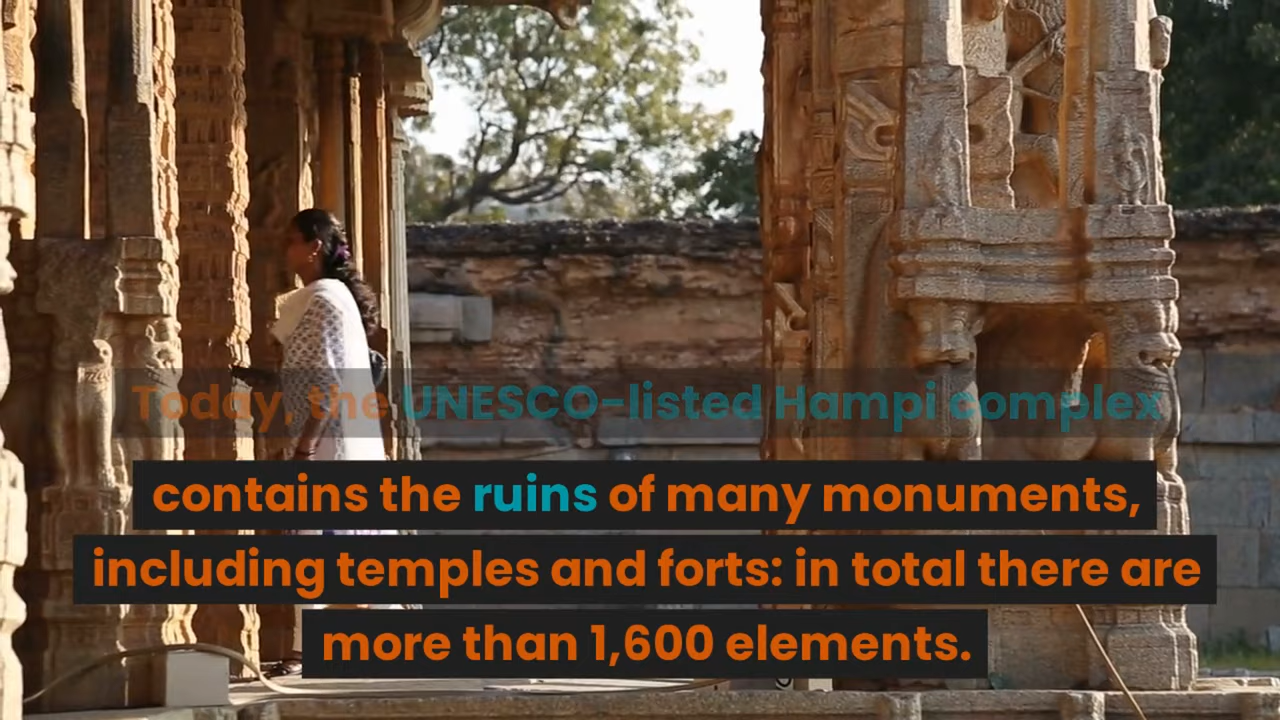 Today, the UNESCO-listed Hampi complex
contains the ruins of many monuments,
including temples and forts: in total there are
more than 1,600 elements.